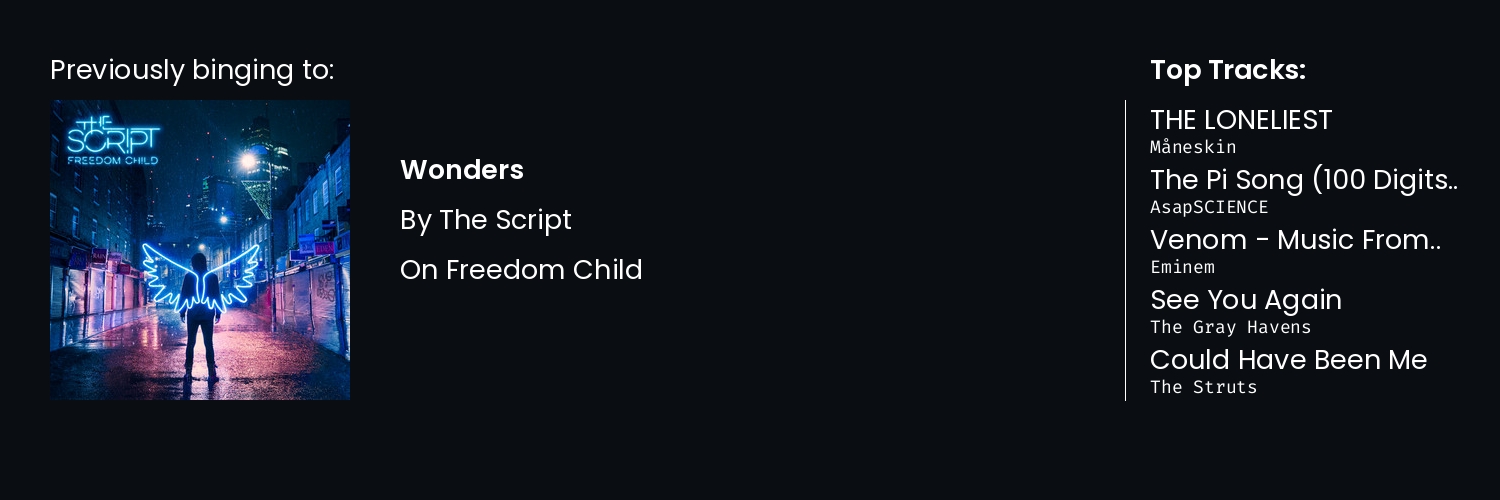 Previously binging to:
THE
SCRIPT
FREEDOM CHILD
Wonders
By The Script
On Freedom Child
Top Tracks:
THE LONELIEST
Måneskin
The Pi Song (100 Digits..
AsapSCIENCE
Venom - Music From..
Eminem
See You Again
The Gray Havens
Could Have Been Me
The Struts